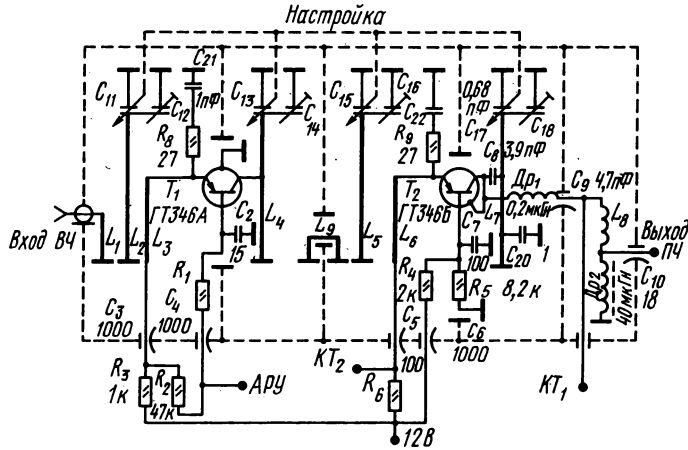 Настройка
C21
1пФ
C11
C12
R8
27
C13
C14
T1
ГТ346А
C2
15
L1
L2
L3
L4
L9
Вход ВЧ
R1
C3
1000
C4
1000
R3
1к
R2
47к
АРУ
C15
C16
C22
R9
27
0,68
пФ
C17
C18
C8
3,9пФ
T2
ГТ346Б
L5
L6
L7
C7
100
C20
1
Др1
0,2мкГн
C9
4,7пФ
L8
Выход
ПЧ
Др2
40мкГн
C10
18
R4
2к
R5
8,2к
C5
100
C6
1000
КТ2
R6
КТ1
12В